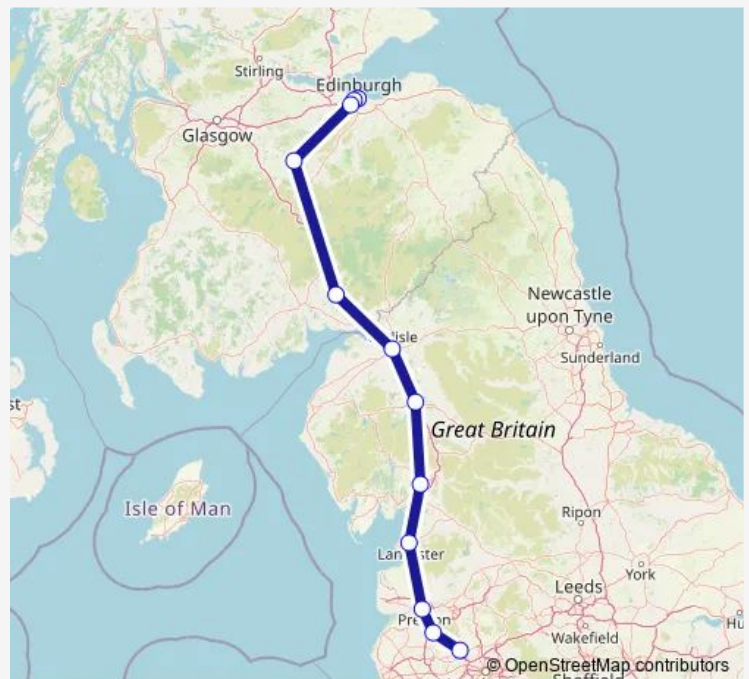 Stirling
Edinburgh
Glasgow
Newcastle
upon Tyne
Sunderland
Great Britain
Isle of Man
Ripon
Leeds
York
Wakefield
© OpenStreetMap contributors